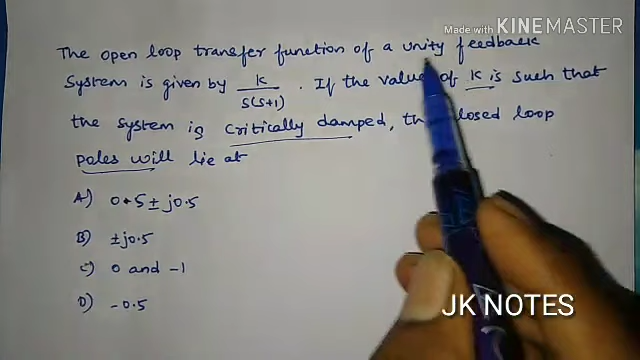 Made with KINEMASTER
The open loop transfer function of a unity feedback
system is given by K / S(S+1) . If the value of K is such that
the system is critically damped, closed loop
poles will lie at
A) 0.5 ± j0.5
B) ± j0.5
C) 0 and -1
D) -0.5
JK NOTES